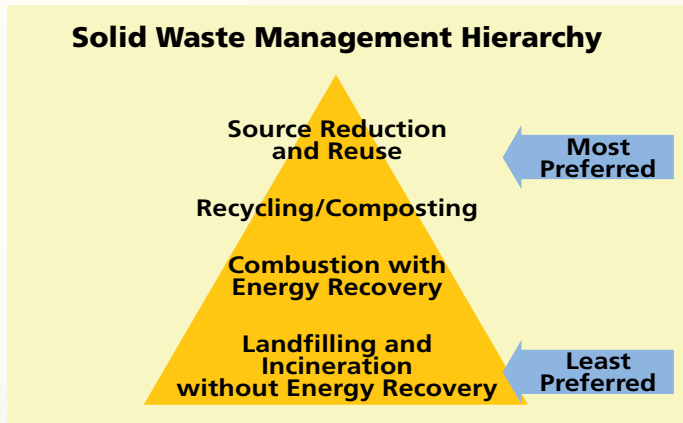 Solid Waste Management Hierarchy
Source Reduction
and Reuse
Most
Preferred
Recycling/Composting
Combustion with
Energy Recovery
Landfilling and
Incineration
without Energy Recovery
Least
Preferred